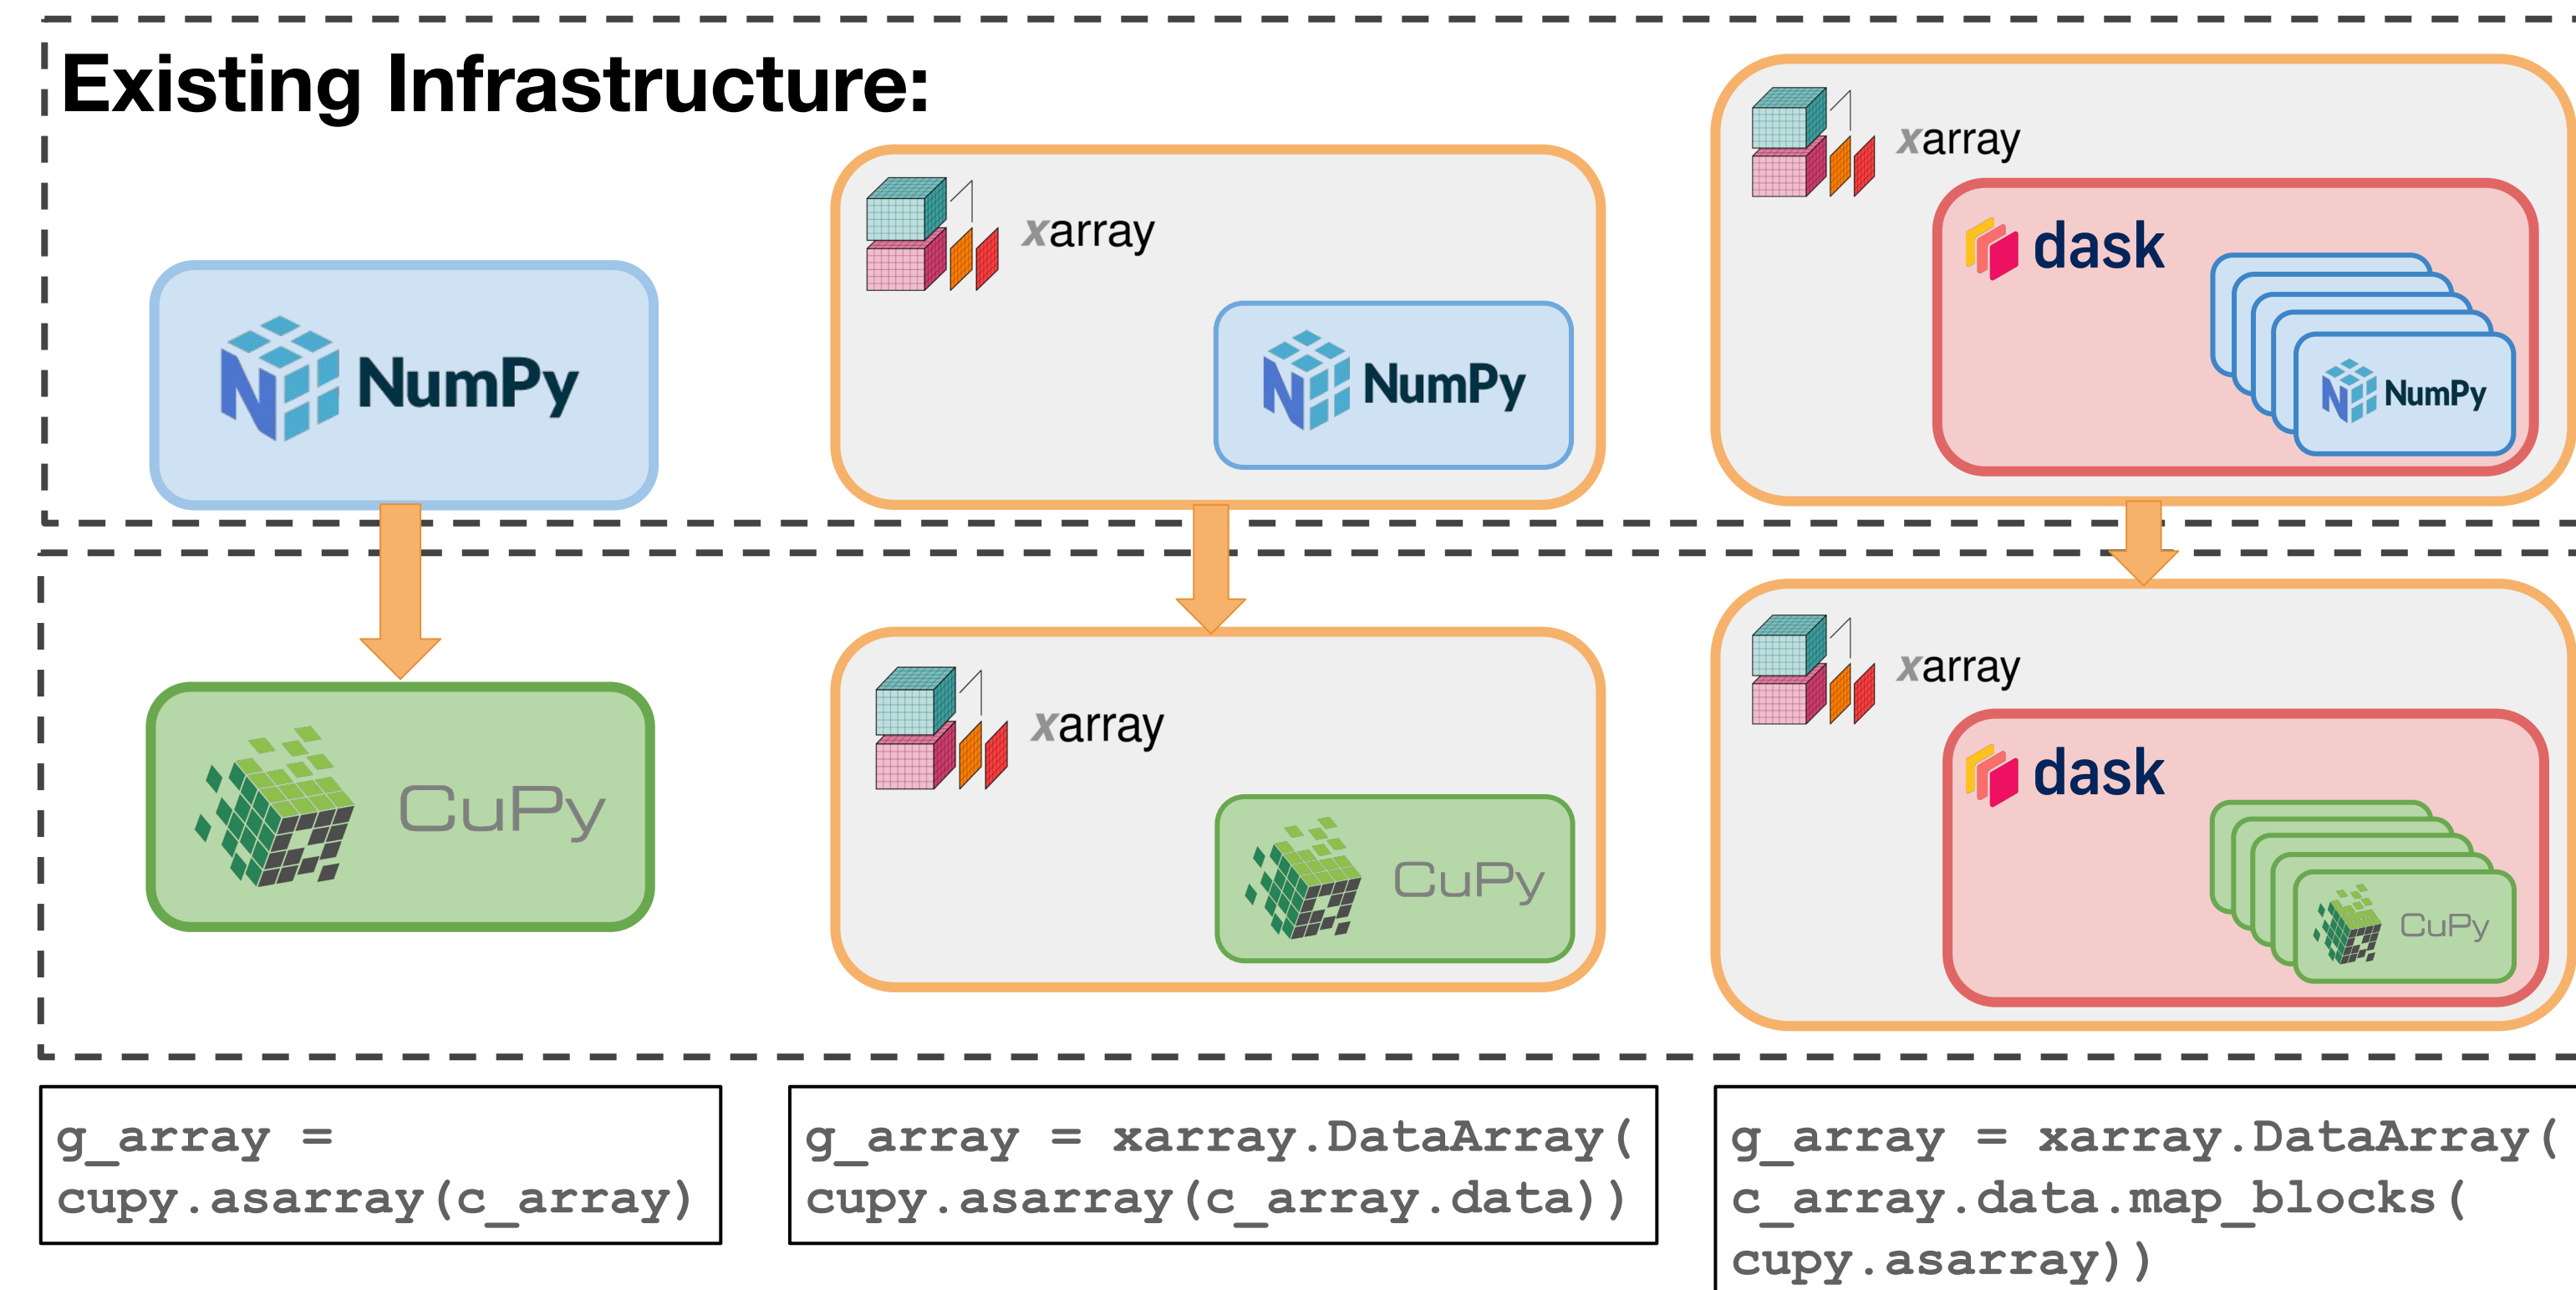 Existing Infrastructure:
xarray
dask
NumPy
xarray
NumPy
NumPy
xarray
dask
CuPy
xarray
CuPy
CuPy
g_array =
cupy.asarray(c_array)
g_array = xarray.DataArray(
cupy.asarray(c_array.data))
g_array = xarray.DataArray(
c_array.data.map_blocks(
cupy.asarray))